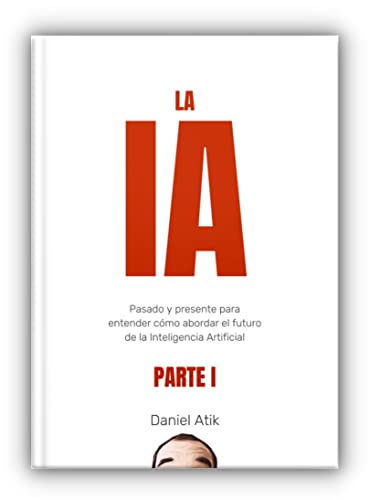 LA
IA
Pasado y presente para
entender cómo abordar el futuro
de la Inteligencia Artificial
PARTE I
Daniel Atik